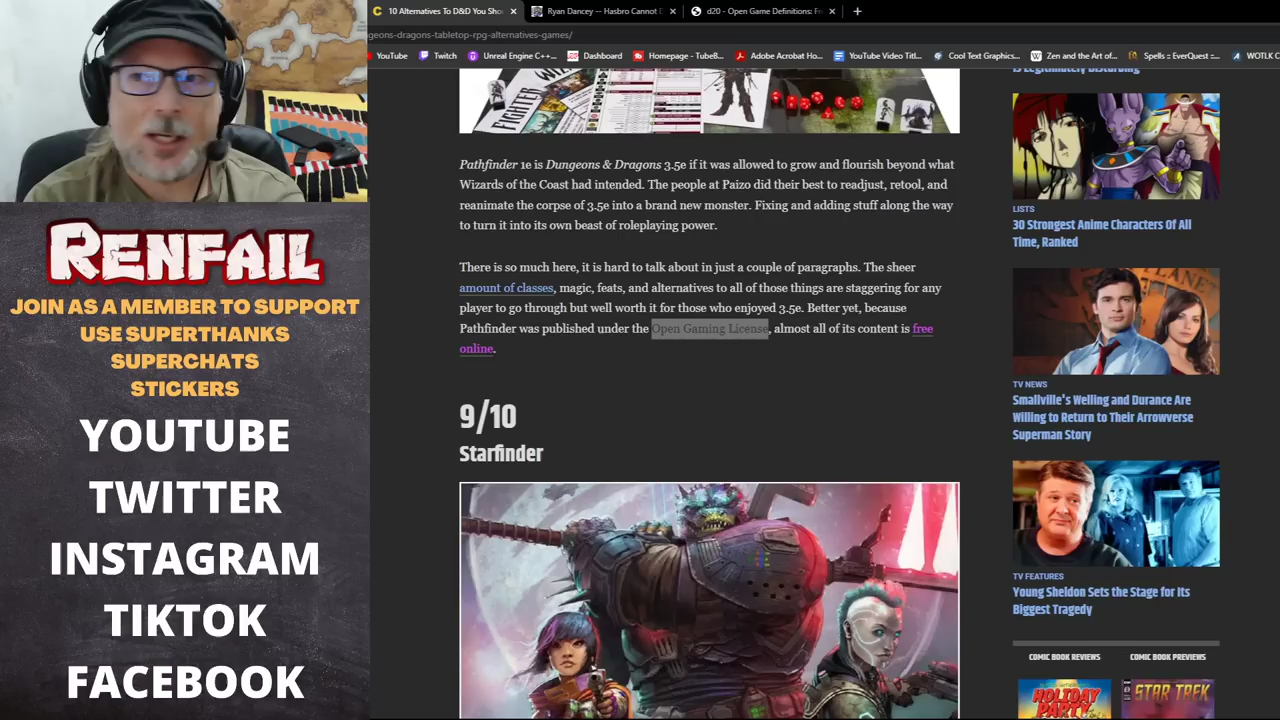 10 Alternatives To D&D You Sho
Ryan Dancey -- Hasbro Cannot
d20 - Open Game Definitions: Fr
geons-dragons-tabletop-rpg-alternatives-games/
YouTube
Twitch
Unreal Engine C++...
Dashboard
Homepage - TubeB...
Adobe Acrobat Ho...
YouTube Video Titl...
Cool Text Graphics ...
Zen and the Art of...
Spells :: EverQuest ::...
WOTLK C
RENFAIL
JOIN AS A MEMBER TO SUPPORT
USE SUPERTHANKS
SUPERCHATS
STICKERS
YOUTUBE
TWITTER
INSTAGRAM
TIKTOK
FACEBOOK
FIGHTER
Pathfinder 1e is Dungeons & Dragons 3.5e if it was allowed to grow and flourish beyond what
Wizards of the Coast had intended. The people at Paizo did their best to readjust, retool, and
reanimate the corpse of 3.5e into a brand new monster. Fixing and adding stuff along the way
to turn it into its own beast of roleplaying power.
There is so much here, it is hard to talk about in just a couple of paragraphs. The sheer
amount of classes, magic, feats, and alternatives to all of those things are staggering for any
player to go through but well worth it for those who enjoyed 3.5e. Better yet, because
Pathfinder was published under the Open Gaming License, almost all of its content is free
online.
9/10
Starfinder
is Legitimately Disturbing
LISTS
30 Strongest Anime Characters Of All
Time, Ranked
TV NEWS
Smallville's Welling and Durance Are
Willing to Return to Their Arrowverse
Superman Story
TV FEATURES
Young Sheldon Sets the Stage for Its
Biggest Tragedy
COMIC BOOK REVIEWS
COMIC BOOK PREVIEWS
HOLIDAY
PARTY
STAR TREK